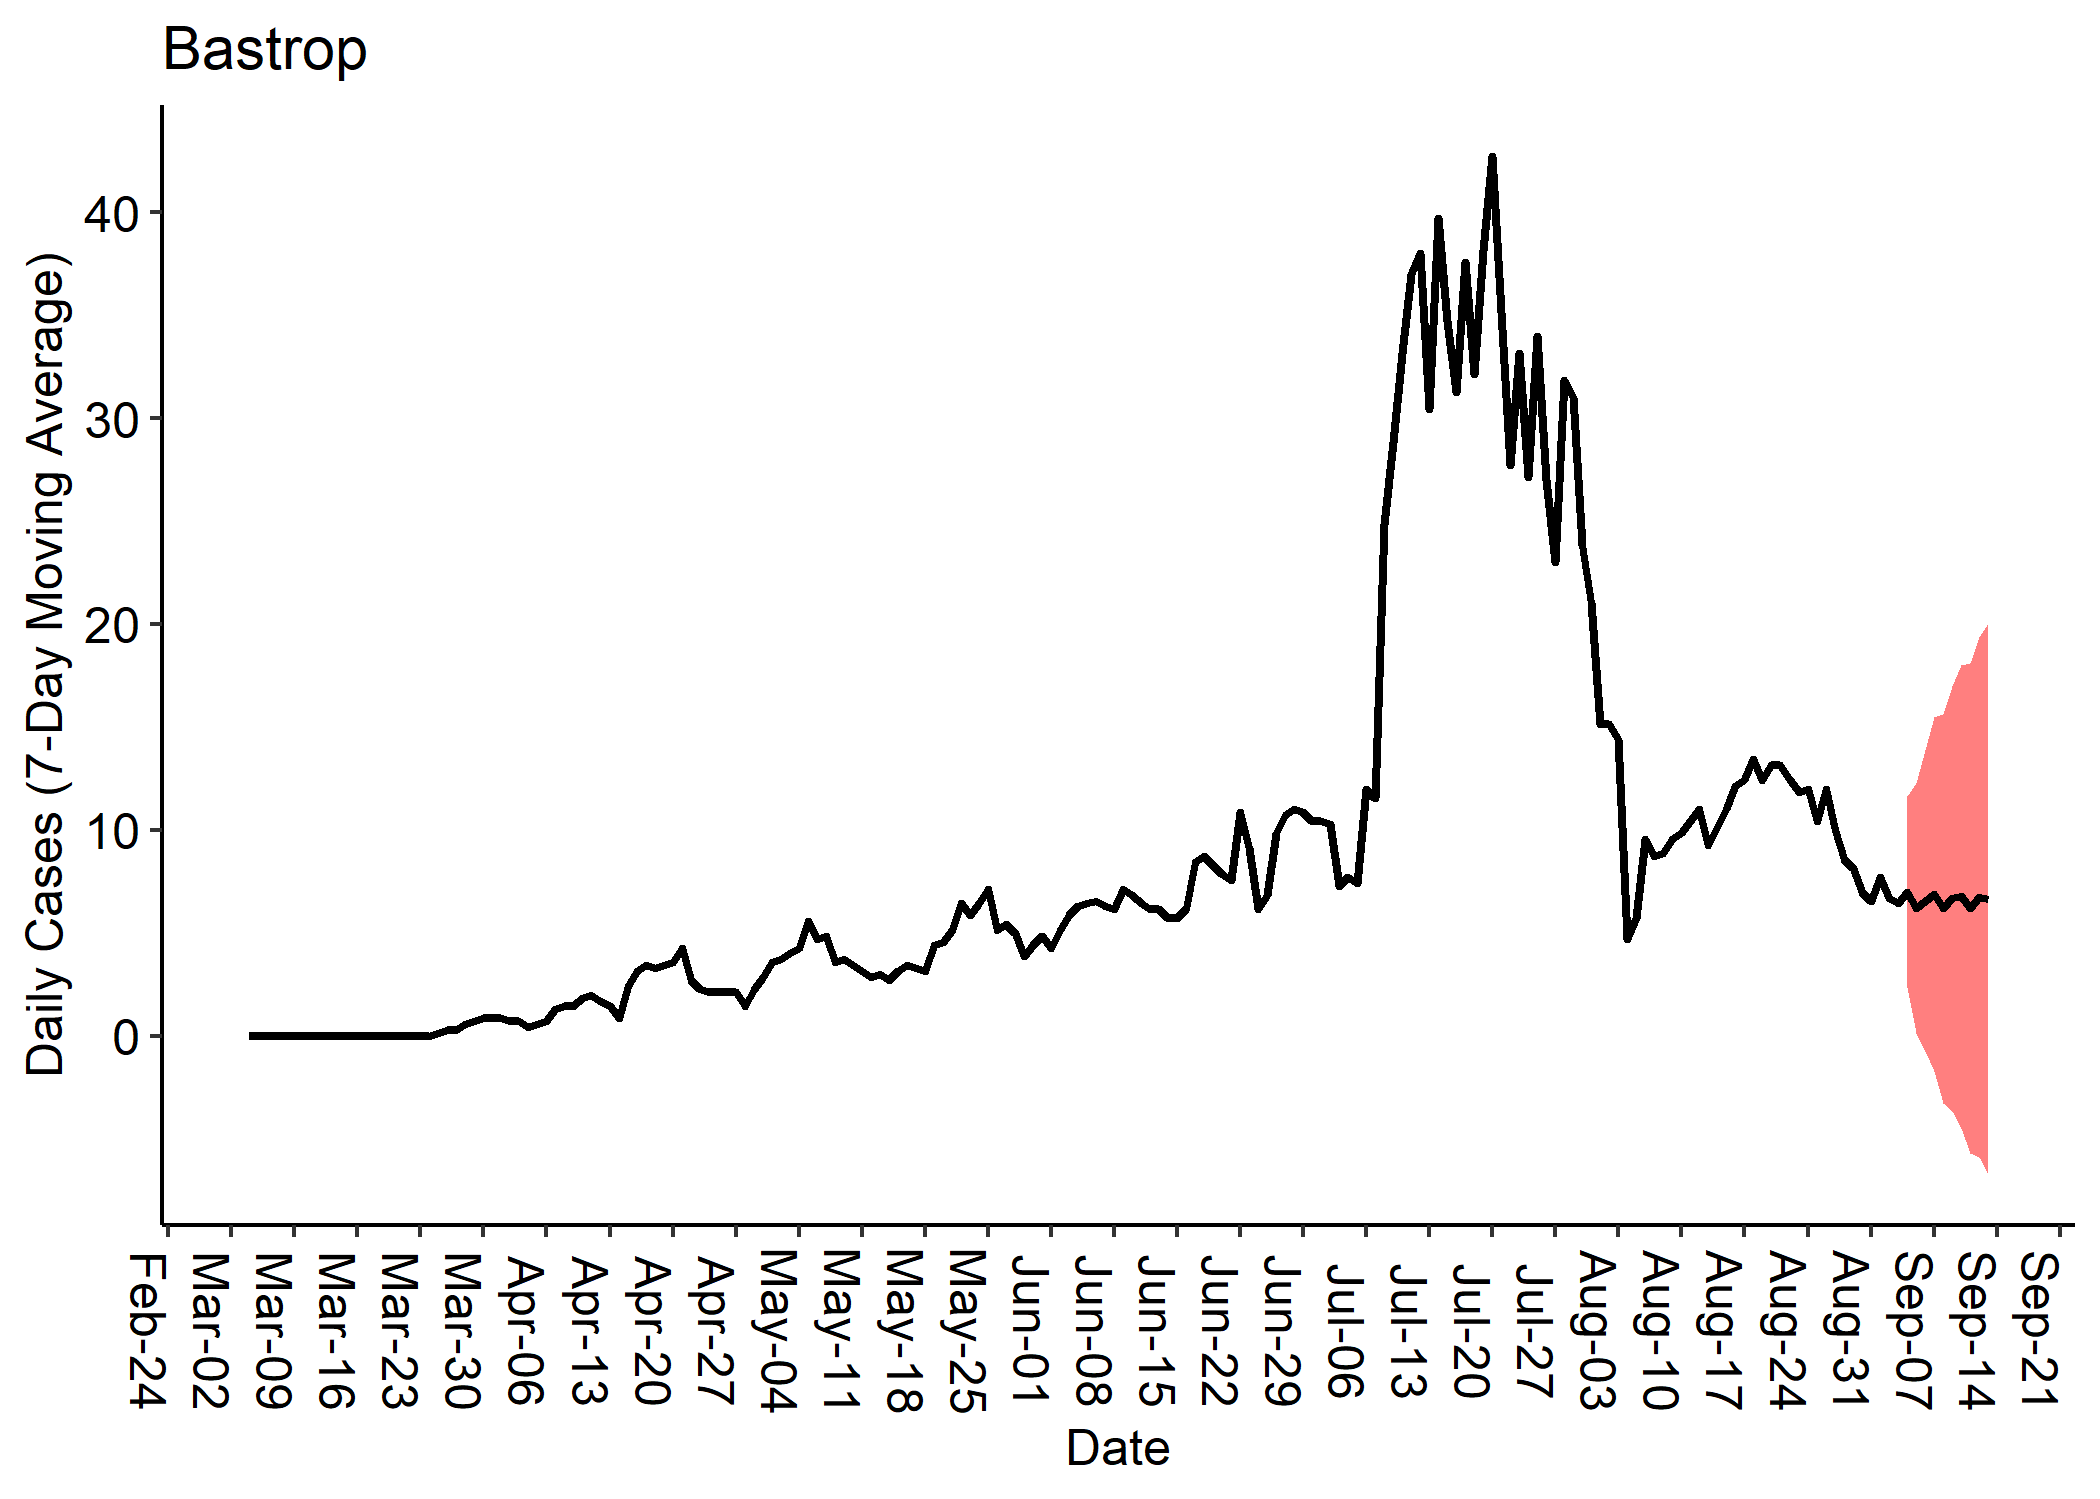 Bastrop
Daily Cases (7-Day Moving Average)
40
30
20
10
0
Feb-24
Mar-02
Mar-09
Mar-16
Mar-23
Mar-30
Apr-06
Apr-13
Apr-20
Apr-27
May-04
May-11
May-18
May-25
Jun-01
Jun-08
Jun-15
Jun-22
Jun-29
Jul-06
Jul-13
Jul-20
Jul-27
Aug-03
Aug-10
Aug-17
Aug-24
Aug-31
Sep-07
Sep-14
Sep-21
Date